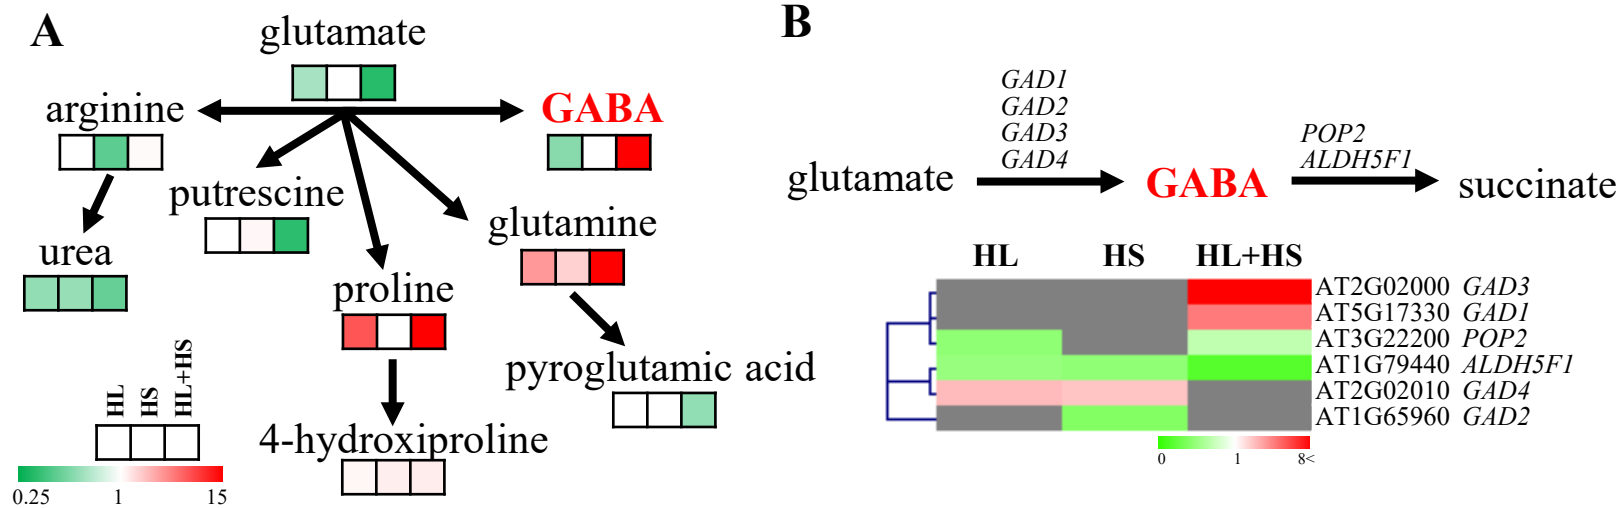 A
glutamate
arginine
GABA
putrescine
glutamine
urea
proline
pyroglutamic acid
4-hydroxiproline
HL
HS
HL+HS
0.25 1 15
B
GAD1
GAD2
GAD3
GAD4
POP2
ALDH5F1
glutamate GABA succinate
HL HS HL+HS
AT2G02000 GAD3
AT5G17330 GAD1
AT3G22200 POP2
AT1G79440 ALDH5F1
AT2G02010 GAD4
AT1G65960 GAD2
0 1 8<